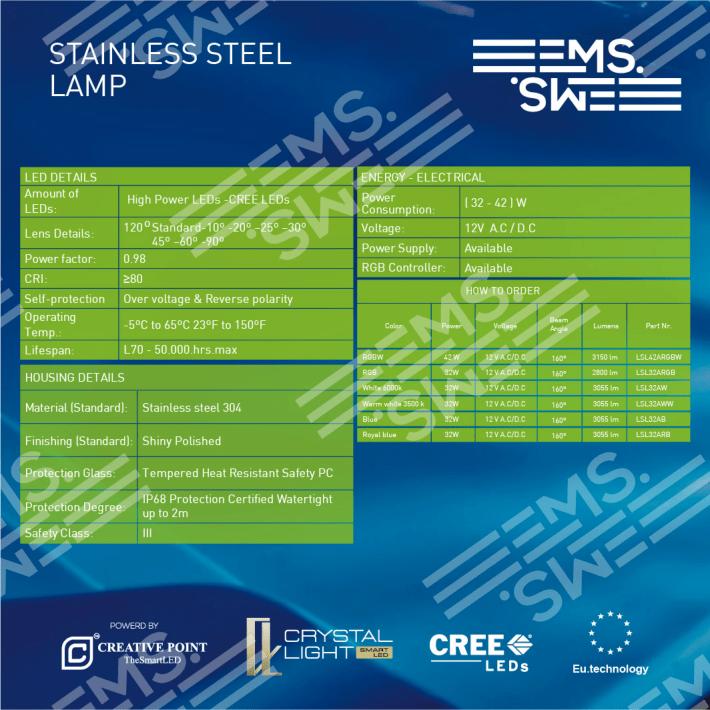 STAINLESS STEEL
LAMP
EMS.
SWE
LED DETAILS
Amount of LEDs: High Power LEDs -CREE LEDs
Lens Details: 120° Standard-10° -20° –25° –30°
45° –60° -90°
Power factor: 0.98
CRI: ≥80
Self-protection Over voltage & Reverse polarity
Operating Temp.: -5°C to 65°C 23°F to 150°F
Lifespan: L70 - 50.000.hrs.max
HOUSING DETAILS
Material (Standard): Stainless steel 304
Finishing (Standard): Shiny Polished
Protection Glass: Tempered Heat Resistant Safety PC
Protection Degree: IP68 Protection Certified Watertight
up to 2m
Safety Class: III
ENERGY - ELECTRICAL
Power Consumption: ( 32 - 42 ) W
Voltage: 12V A.C / D.C
Power Supply: Available
RGB Controller: Available
HOW TO ORDER
Color Power Voltage Beam Angle Lumens Part Nr.
RGBW 42 W 12 V A.C/D.C 160° 3150 lm LSL42ARGBW
RGB 32W 12 V A.C/D.C 160° 2800 lm LSL32ARGB
White 6000k 32W 12 V A.C/D.C 160° 3055 lm LSL32AW
Warm white 3500 k 32W 12 V A.C/D.C 160° 3055 lm LSL32AWW
Blue 32W 12 V A.C/D.C 160° 3055 lm LSL32AB
Royal blue 32W 12 V A.C/D.C 160° 3055 lm LSL32ARB
POWERD BY
CREATIVE POINT
TheSmartLED
CRYSTAL
LIGHT SMART LED
CREE
LEDs
Eu.technology